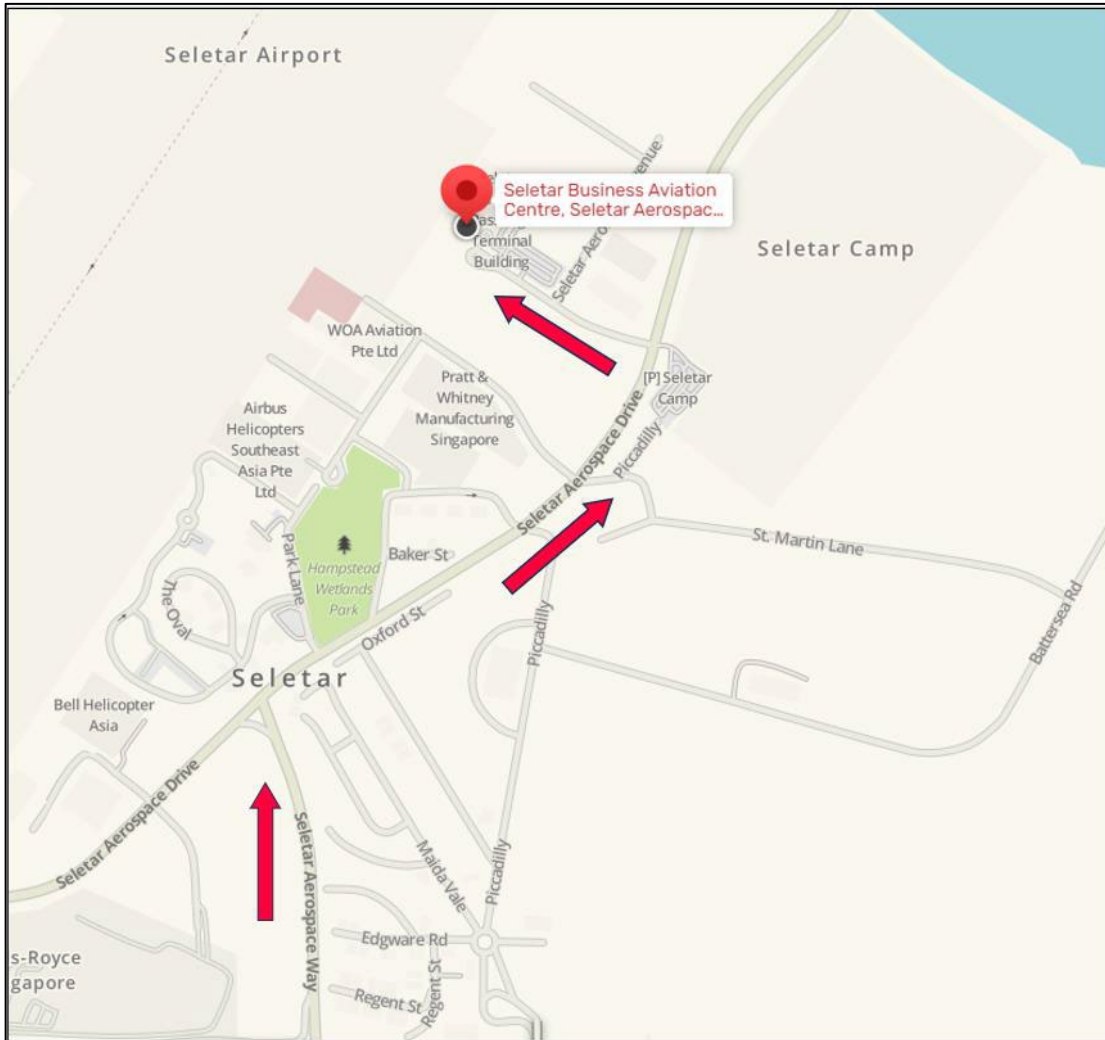 Seletar Airport
Seletar Business Aviation
Centre, Seletar Aerospac...
Terminal
Building
Seletar Camp
WOA Aviation
Pte Ltd
Pratt &
Whitney
Manufacturing
Singapore
[P] Seletar
Camp
Airbus
Helicopters
Southeast
Asia Pte
Ltd
Seletar Aerospace Drive
Piccadilly
St. Martin Lane
Baker St
Park Lane
Hampstead
Wetlands
Park
The Oval
Oxford St
Piccadilly
Battersea Rd
Seletar
Bell Helicopter
Asia
Seletar Aerospace Drive
Seletar Aerospace Way
Maida Vale
Piccadilly
Edgware Rd
Regent St
Regent St
s-Royce
gapore